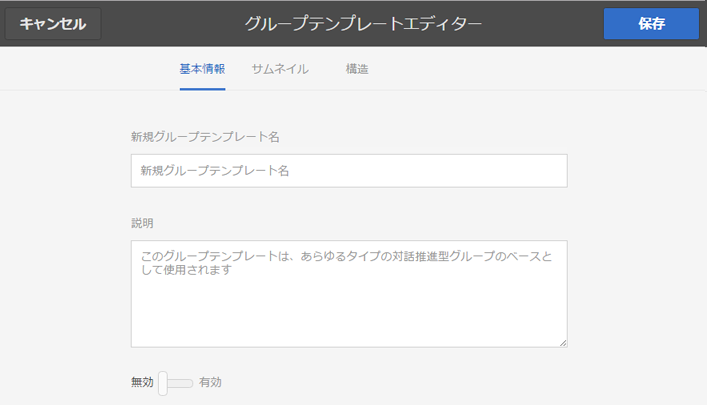 キャンセル
グループテンプレートエディター
保存
基本情報
サムネイル
構造
新規グループテンプレート名
新規グループテンプレート名
説明
このグループテンプレートは、あらゆるタイプの対話推進型グループのベースと
して使用されます
無効
有効